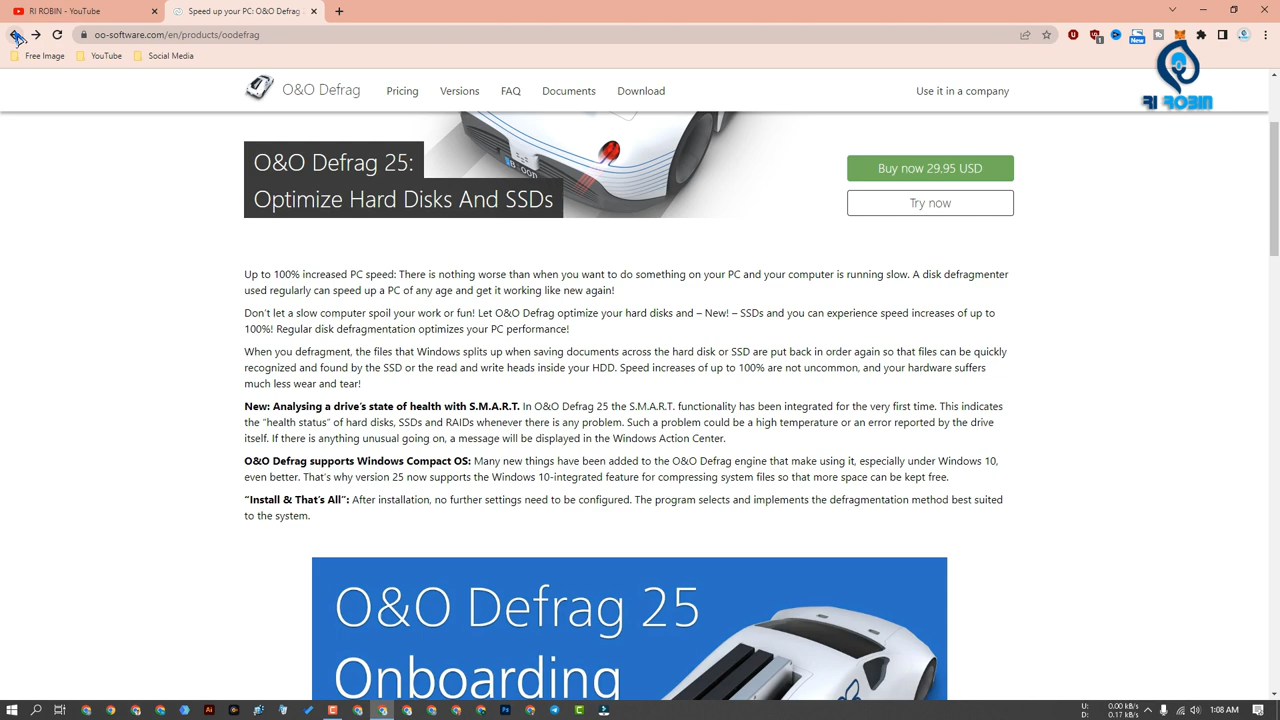 RI ROBIN - YouTube
Speed up your PC: O&O Defrag
oo-software.com/en/products/oodefrag
Free Image
YouTube
Social Media
New
RI ROBIN
O&O Defrag
Pricing
Versions
FAQ
Documents
Download
Use it in a company
O&O Defrag 25:
Optimize Hard Disks And SSDs
Buy now 29.95 USD
Try now
Up to 100% increased PC speed: There is nothing worse than when you want to do something on your PC and your computer is running slow. A disk defragmenter
used regularly can speed up a PC of any age and get it working like new again!
Don't let a slow computer spoil your work or fun! Let O&O Defrag optimize your hard disks and – New! – SSDs and you can experience speed increases of up to
100%! Regular disk defragmentation optimizes your PC performance!
When you defragment, the files that Windows splits up when saving documents across the hard disk or SSD are put back in order again so that files can be quickly
recognized and found by the SSD or the read and write heads inside your HDD. Speed increases of up to 100% are not uncommon, and your hardware suffers
much less wear and tear!
New: Analysing a drive's state of health with S.M.A.R.T. In O&O Defrag 25 the S.M.A.R.T. functionality has been integrated for the very first time. This indicates
the "health status" of hard disks, SSDs and RAIDs whenever there is any problem. Such a problem could be a high temperature or an error reported by the drive
itself. If there is anything unusual going on, a message will be displayed in the Windows Action Center.
O&O Defrag supports Windows Compact OS: Many new things have been added to the O&O Defrag engine that make using it, especially under Windows 10,
even better. That's why version 25 now supports the Windows 10-integrated feature for compressing system files so that more space can be kept free.
"Install & That's All": After installation, no further settings need to be configured. The program selects and implements the defragmentation method best suited
to the system.
O&O Defrag 25
Onboarding
U: 0.00 kB/s
D: 0.17 kB/s
1:08 AM